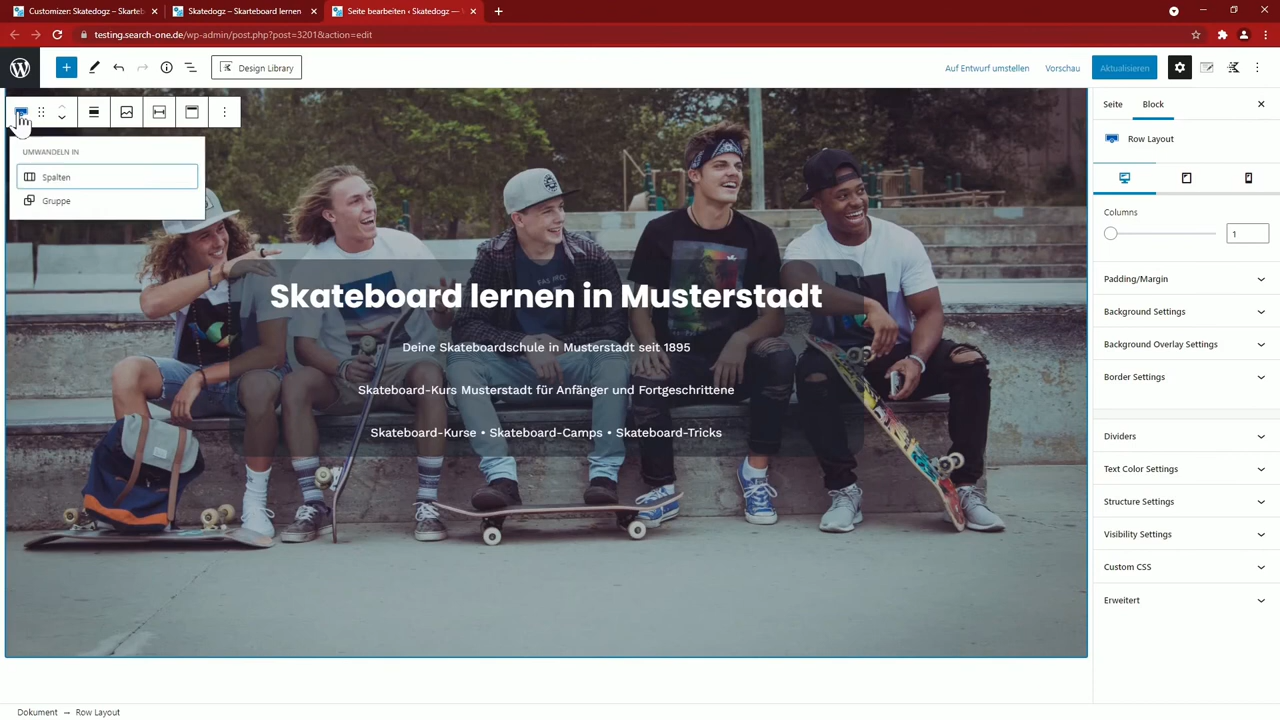 Customizer: Skatedogz – Skarteb
Skatedogz – Skarteboard lernen
Seite bearbeiten ‹ Skatedogz — W
testing.search-one.de/wp-admin/post.php?post=3201&action=edit
Design Library
Auf Entwurf umstellen
Vorschau
Aktualisieren
UMWANDELN IN
Spalten
Gruppe
Skateboard lernen in Musterstadt
Deine Skateboardschule in Musterstadt seit 1895
Skateboard-Kurs Musterstadt für Anfänger und Fortgeschrittene
Skateboard-Kurse • Skateboard-Camps • Skateboard-Tricks
Seite
Block
Row Layout
Columns
1
Padding/Margin
Background Settings
Background Overlay Settings
Border Settings
Dividers
Text Color Settings
Structure Settings
Visibility Settings
Custom CSS
Erweitert
Dokument → Row Layout